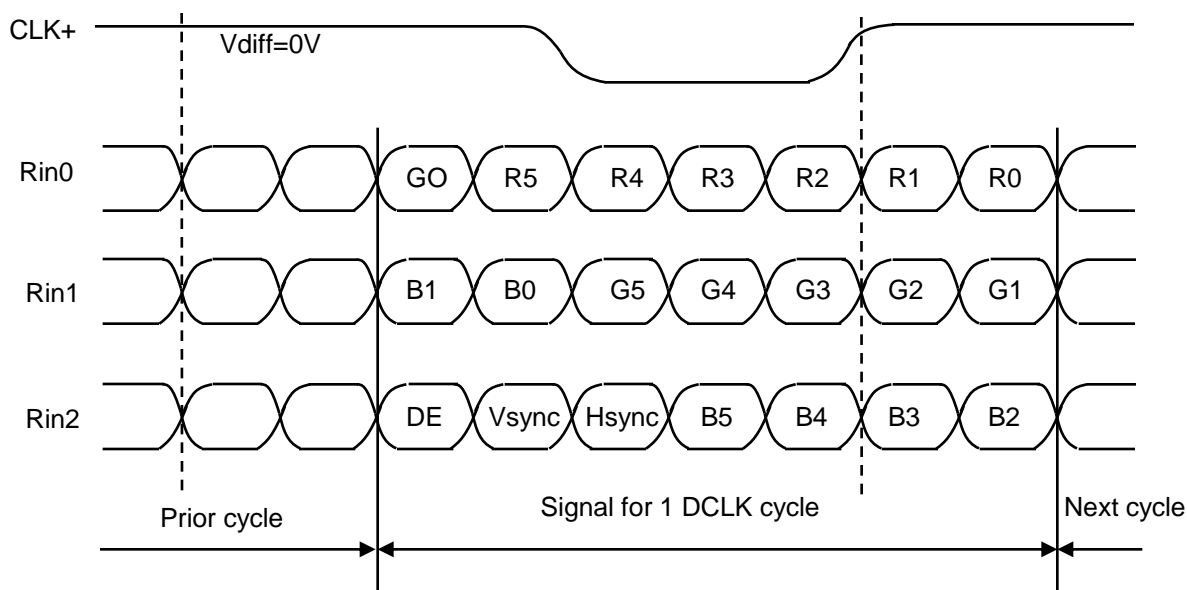 CLK+
Vdiff=0V
Rin0
GO R5 R4 R3 R2 R1 R0
Rin1
B1 B0 G5 G4 G3 G2 G1
Rin2
DE Vsync Hsync B5 B4 B3 B2
Prior cycle
Signal for 1 DCLK cycle
Next cycle